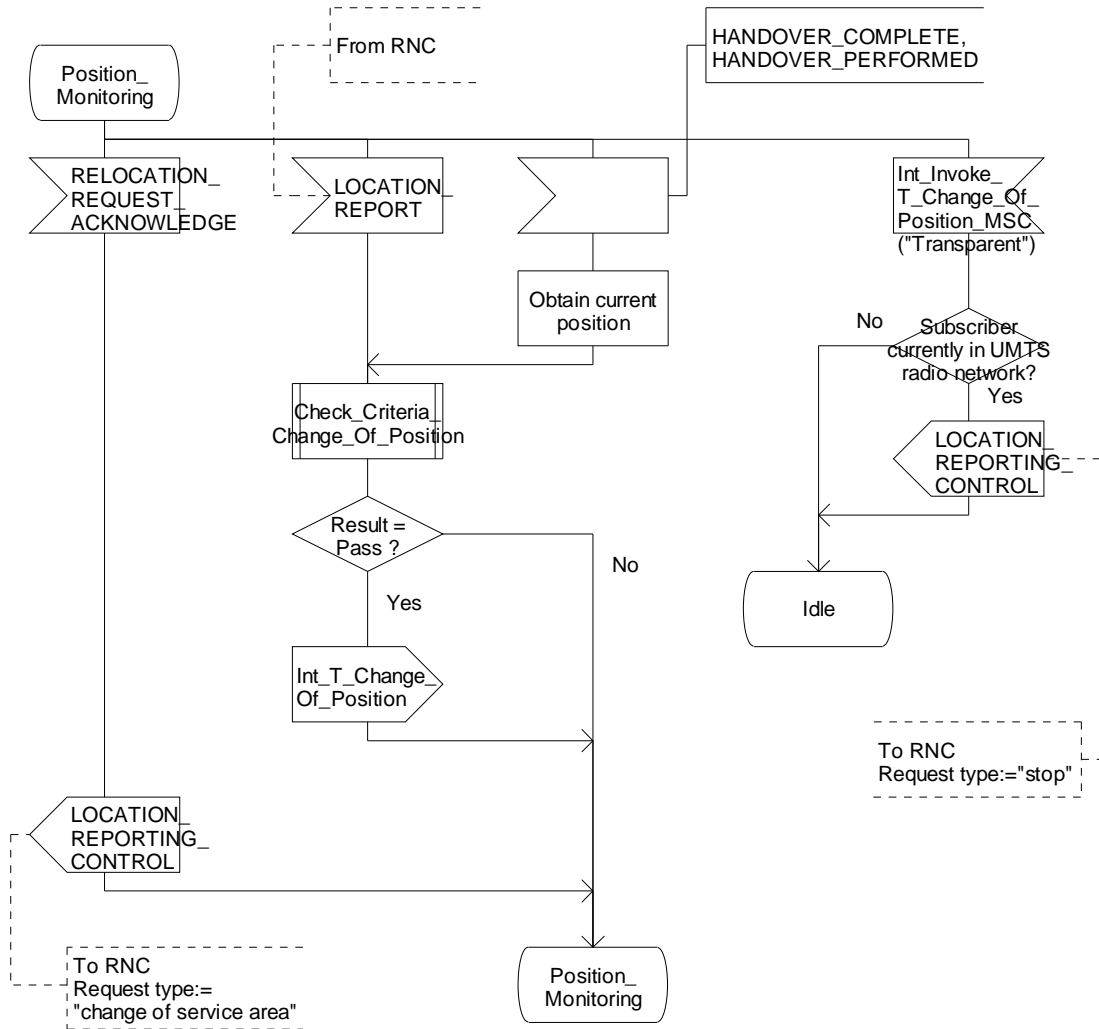 From RNC
HANDOVER_COMPLETE,
HANDOVER_PERFORMED
Position_
Monitoring
RELOCATION_
REQUEST_
ACKNOWLEDGE
LOCATION_
REPORT
Int_Invoke_
T_Change_Of_
Position_MSC
("Transparent")
Obtain current
position
No
Subscriber
currently in UMTS
radio network?
Yes
Check_Criteria_
Change_Of_Position
LOCATION_
REPORTING_
CONTROL
Result =
Pass ?
No
Yes
Idle
Int_T_Change_
Of_Position
To RNC
Request type:="stop"
LOCATION_
REPORTING_
CONTROL
To RNC
Request type:=
"change of service area"
Position_
Monitoring